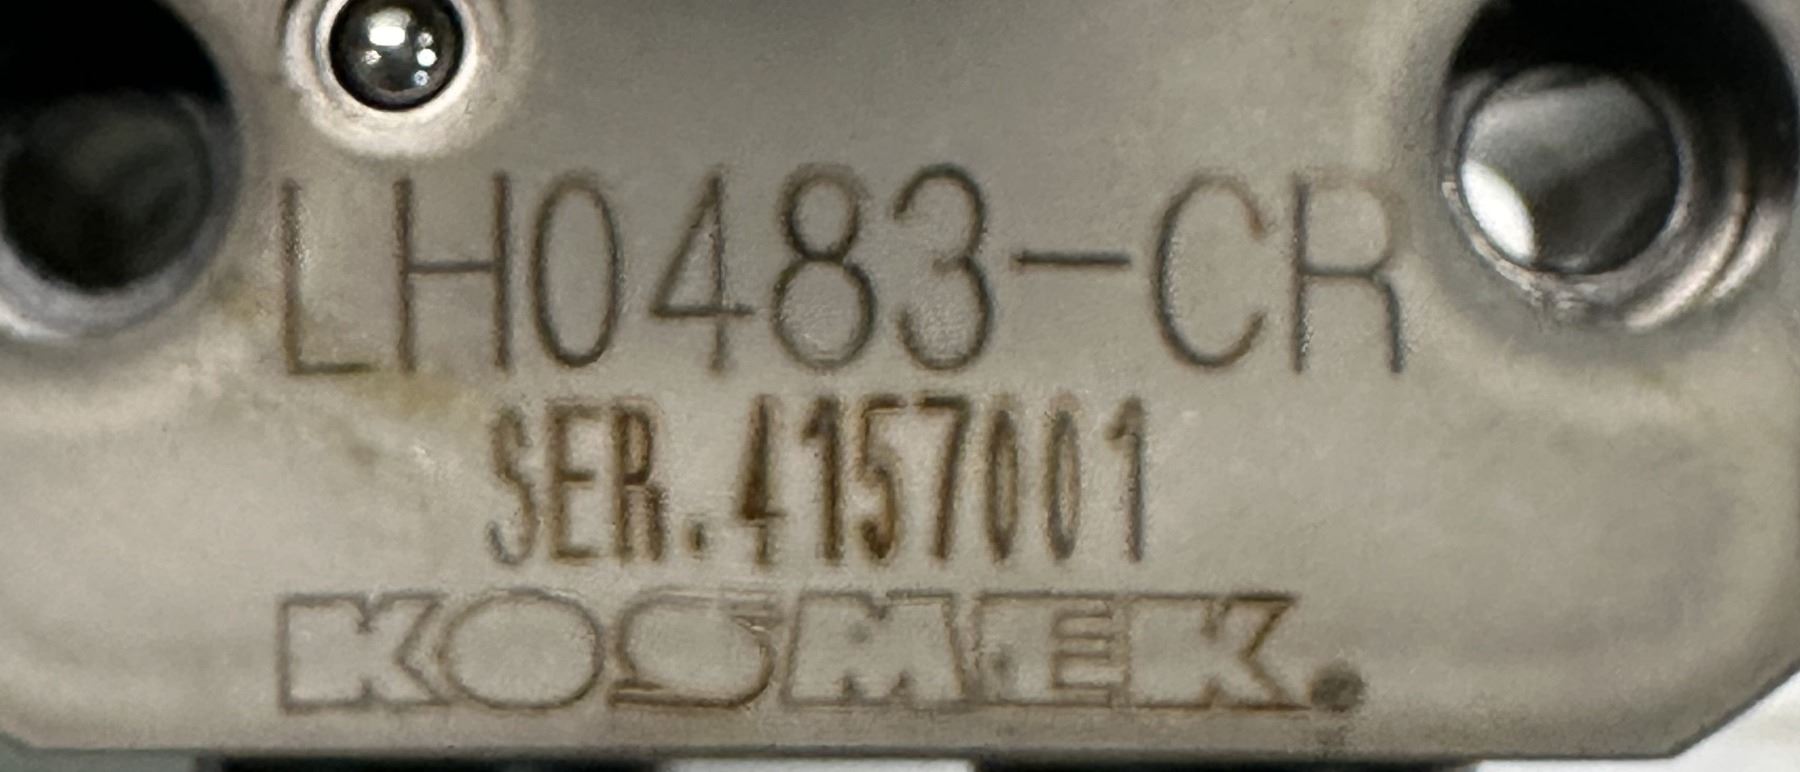 LH0483-CR
SER.4157001
KOSMEK.